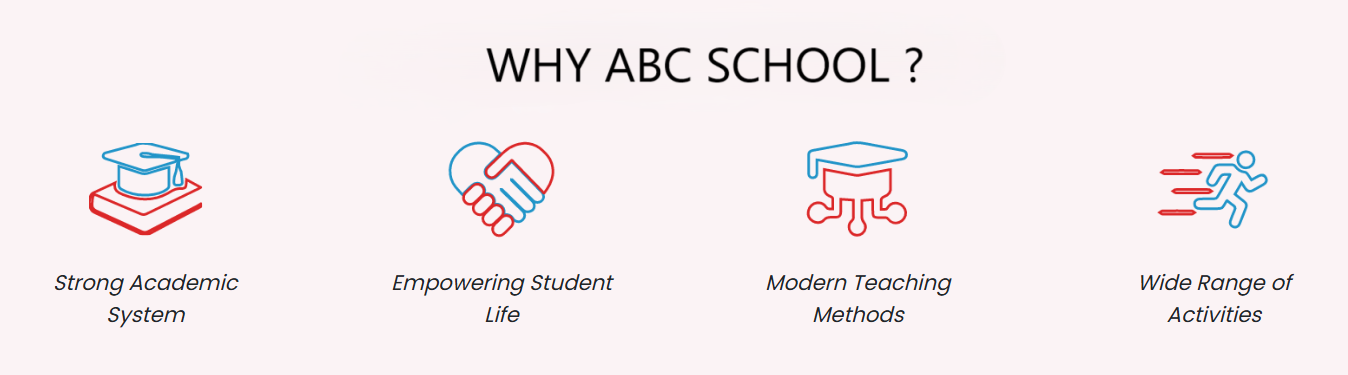 WHY ABC SCHOOL ?
Strong Academic
System
Empowering Student
Life
Modern Teaching
Methods
Wide Range of
Activities